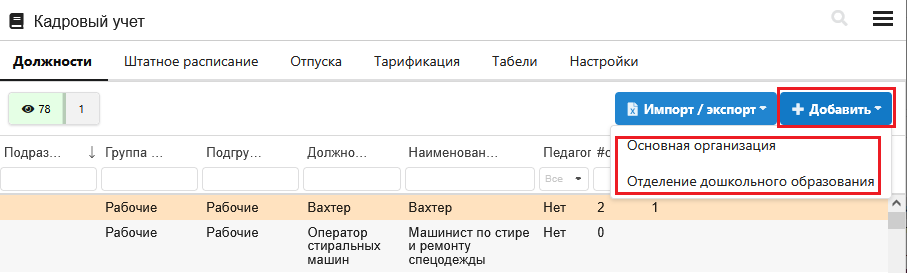 Кадровый учет
Должности Штатное расписание Отпуска Тарификация Табели Настройки
78 1 Импорт / экспорт Добавить
Основная организация
Подраз... ↓ Группа ... Подгру... Должно... Наименован... Педагог #с
Все
Отделение дошкольного образования
Рабочие Рабочие Вахтер Вахтер Нет 2 1
Рабочие Рабочие Оператор Машинист по стирке Нет 0
стиральных и ремонту
машин спецодежды